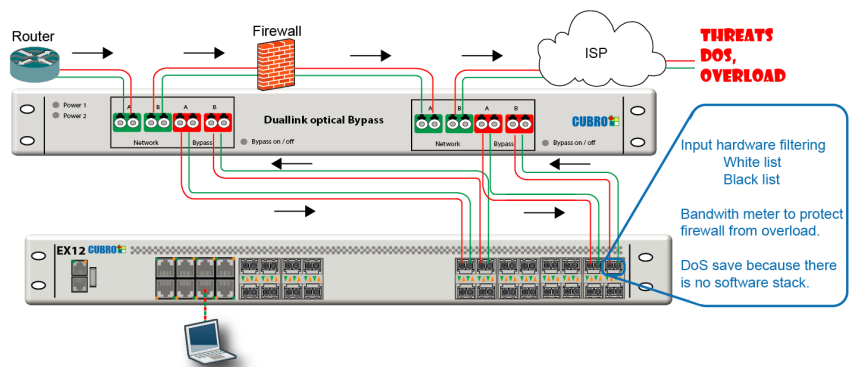 Router
Firewall
ISP
THREATS
DOS,
OVERLOAD
Power 1
Power 2
A B A B
Network Bypass
Bypass on / off
Duallink optical Bypass
A B A B
Network Bypass
CUBRO
Bypass on / off
Input hardware filtering
White list
Black list
Bandwith meter to protect
firewall from overload.
DoS save because there
is no software stack.
EX12 CUBRO